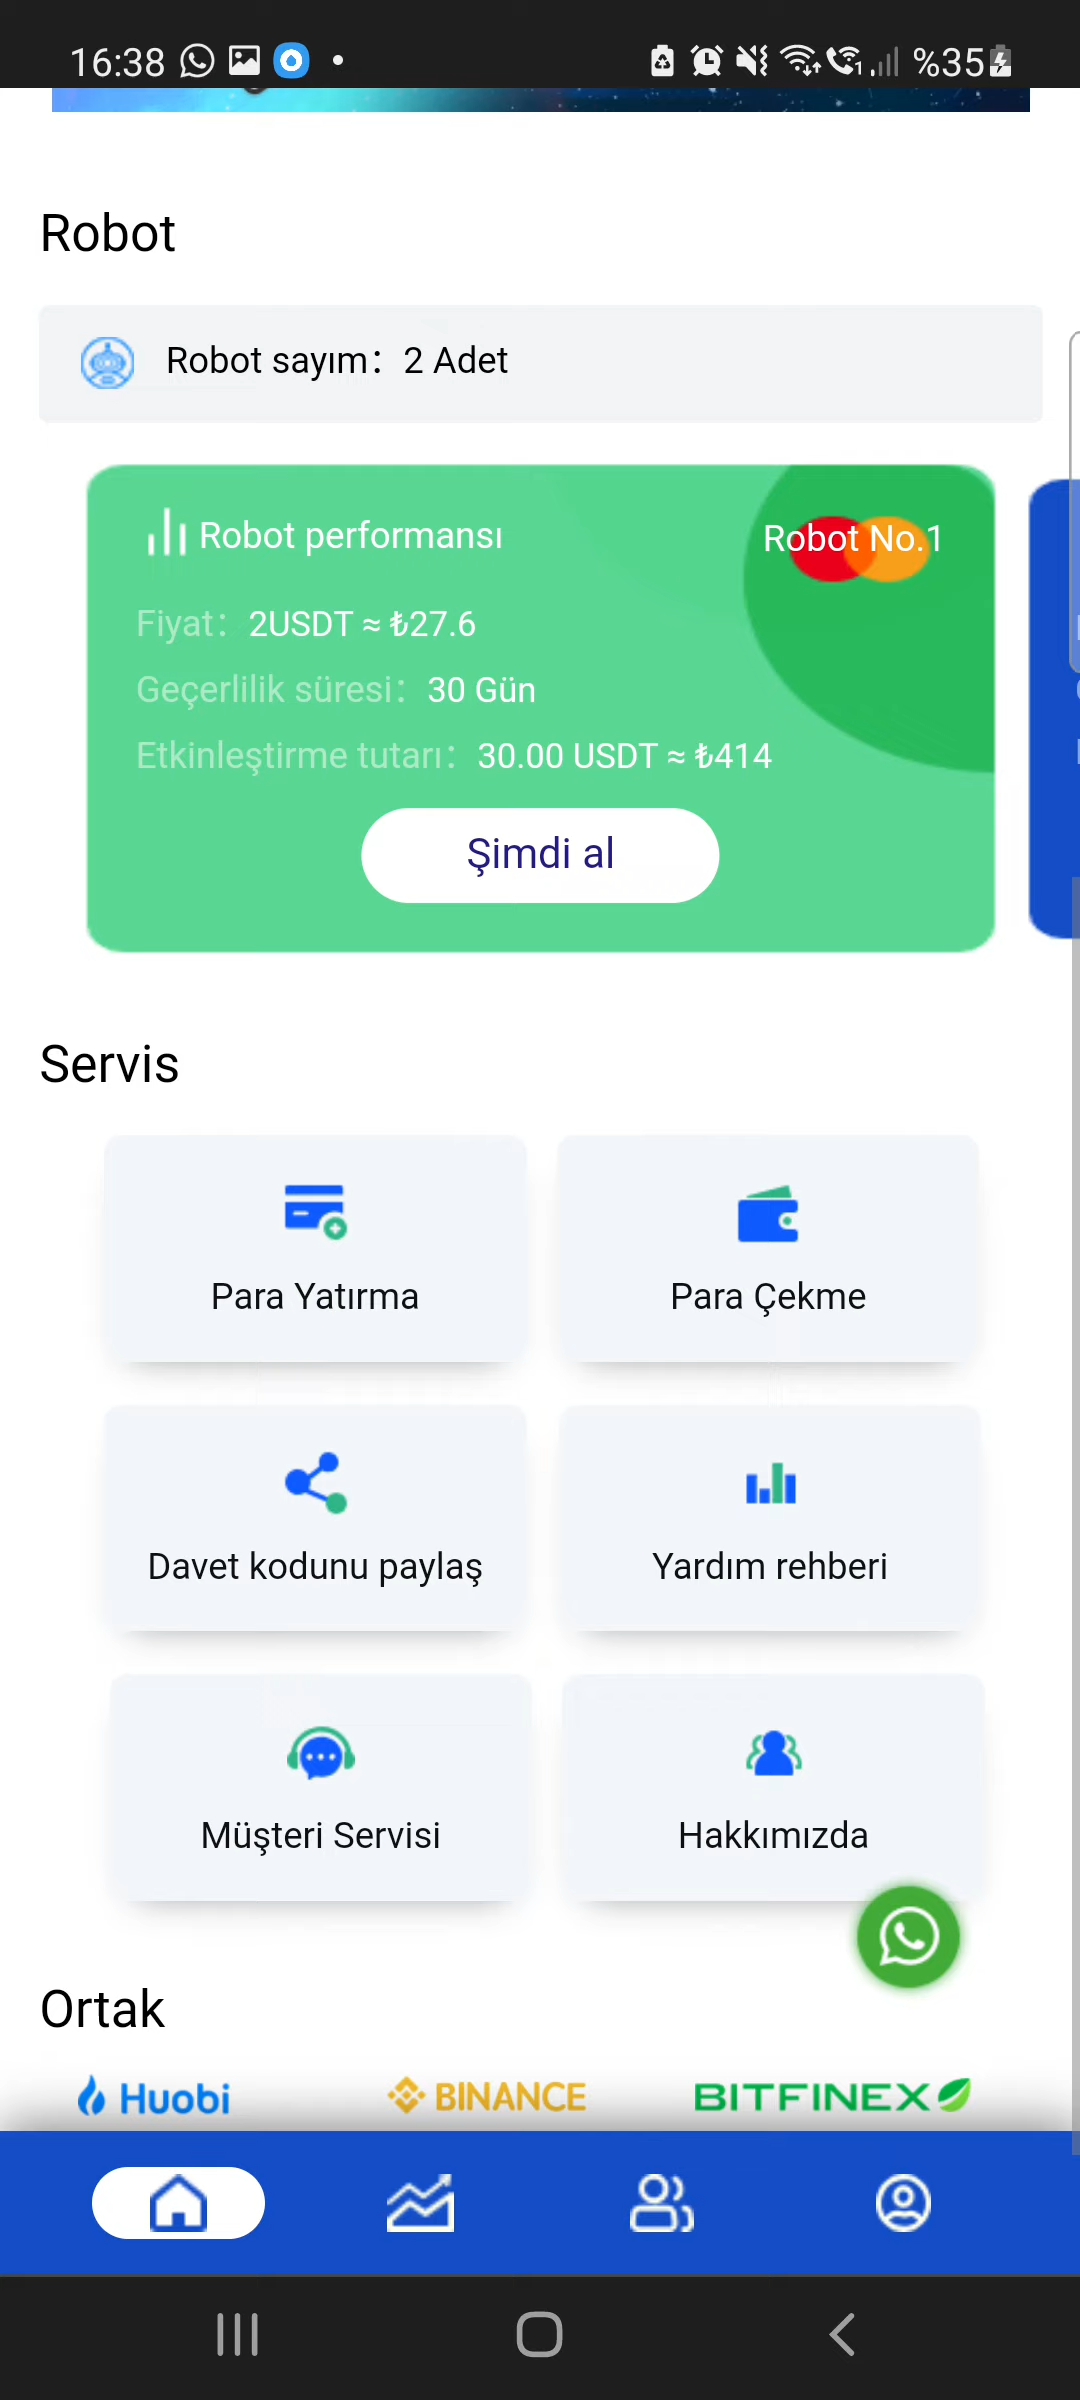 16:38
%35
Robot
Robot sayım： 2 Adet
Robot performansı
Robot No.1
Fiyat： 2USDT ≈ ₺27.6
Geçerlilik süresi： 30 Gün
Etkinleştirme tutarı： 30.00 USDT ≈ ₺414
Şimdi al
Servis
Para Yatırma
Para Çekme
Davet kodunu paylaş
Yardım rehberi
Müşteri Servisi
Hakkımızda
Ortak
Huobi
BINANCE
BITFINEX